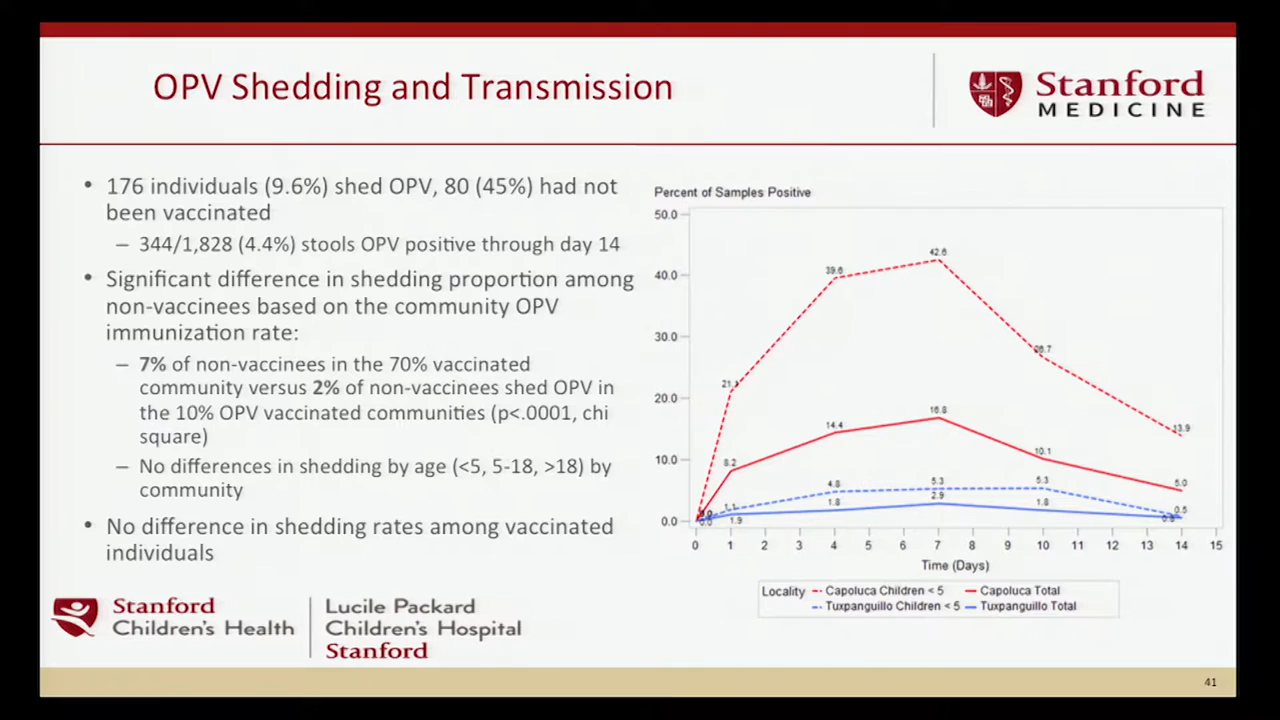 OPV Shedding and Transmission
Stanford
MEDICINE
• 176 individuals (9.6%) shed OPV, 80 (45%) had not
been vaccinated
– 344/1,828 (4.4%) stools OPV positive through day 14
• Significant difference in shedding proportion among
non-vaccinees based on the community OPV
immunization rate:
– 7% of non-vaccinees in the 70% vaccinated
community versus 2% of non-vaccinees shed OPV in
the 10% OPV vaccinated communities (p<.0001, chi
square)
– No differences in shedding by age (<5, 5-18, >18) by
community
• No difference in shedding rates among vaccinated
individuals
Percent of Samples Positive
50.0
40.0
30.0
20.0
10.0
0.0
42.6
39.6
26.7
21.1
13.9
16.8
14.4
10.1
8.2
5.0
4.8
5.3
5.3
2.9
1.8
1.8
1.1
1.9
0.5
0.0
0 1 2 3 4 5 6 7 8 9 10 11 12 13 14 15
Time (Days)
Locality Capoluca Children < 5 Capoluca Total
Tuxpanguillo Children < 5 Tuxpanguillo Total
Stanford
Children's Health
Lucile Packard
Children's Hospital
Stanford
41